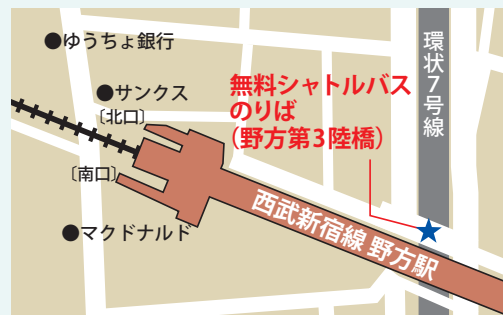 ●ゆうちょ銀行
●サンクス
〔北口〕
無料シャトルバス
のりば
(野方第3陸橋)
環状7号線
〔南口〕
●マクドナルド
西武新宿線 野方駅